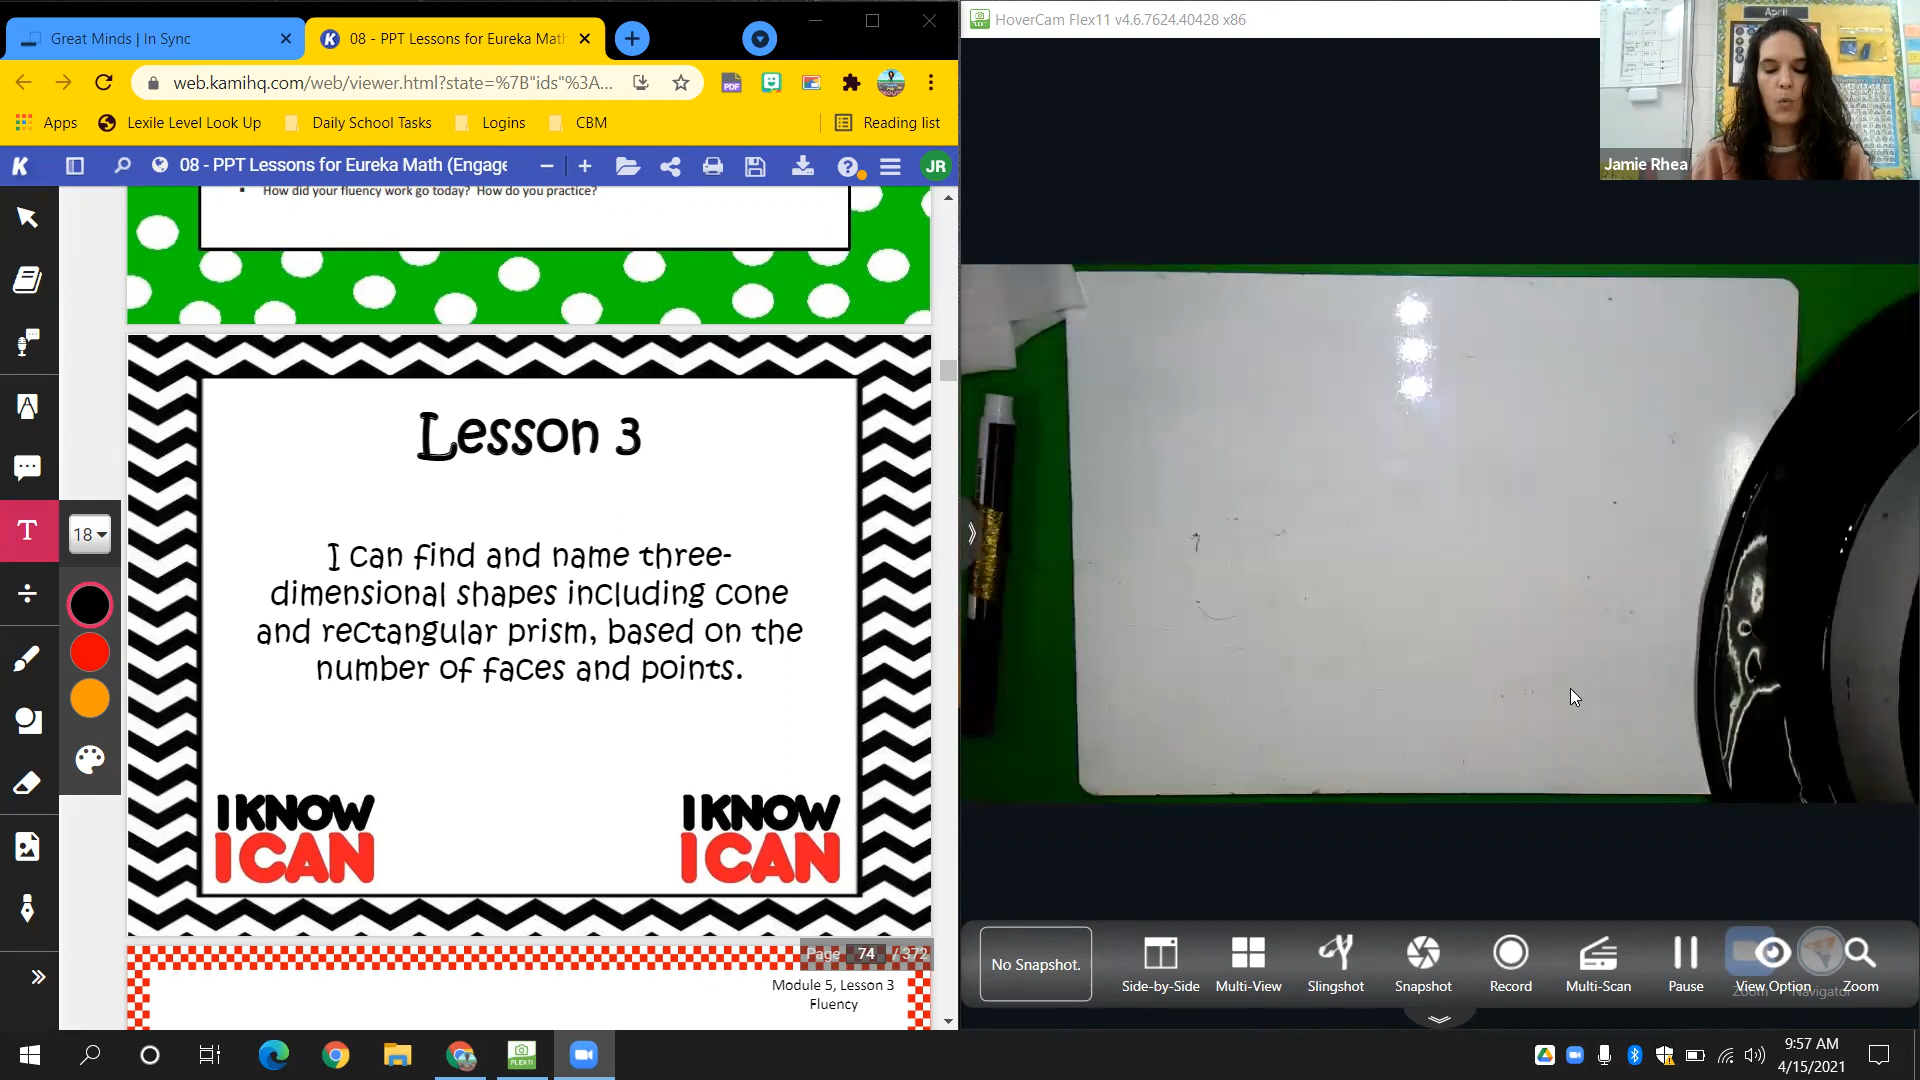 Great Minds | In Sync
08 - PPT Lessons for Eureka Math
HoverCam Flex11 v4.6.7624.40428 x86
web.kamihq.com/web/viewer.html?state=%7B"ids"%3A...
Apps
Lexile Level Look Up
Daily School Tasks
Logins
CBM
Reading list
K
08 - PPT Lessons for Eureka Math (Engage
JR
How did your fluency work go today? How do you practice?
April
Jamie Rhea
T
18
Lesson 3
I can find and name three-
dimensional shapes including cone
and rectangular prism, based on the
number of faces and points.
I KNOW
I CAN
I KNOW
I CAN
Page 74 / 372
Module 5, Lesson 3
Fluency
No Snapshot.
Side-by-Side
Multi-View
Slingshot
Snapshot
Record
Multi-Scan
Pause
View Option
Zoom
Zoom
Navigator
9:57 AM
4/15/2021